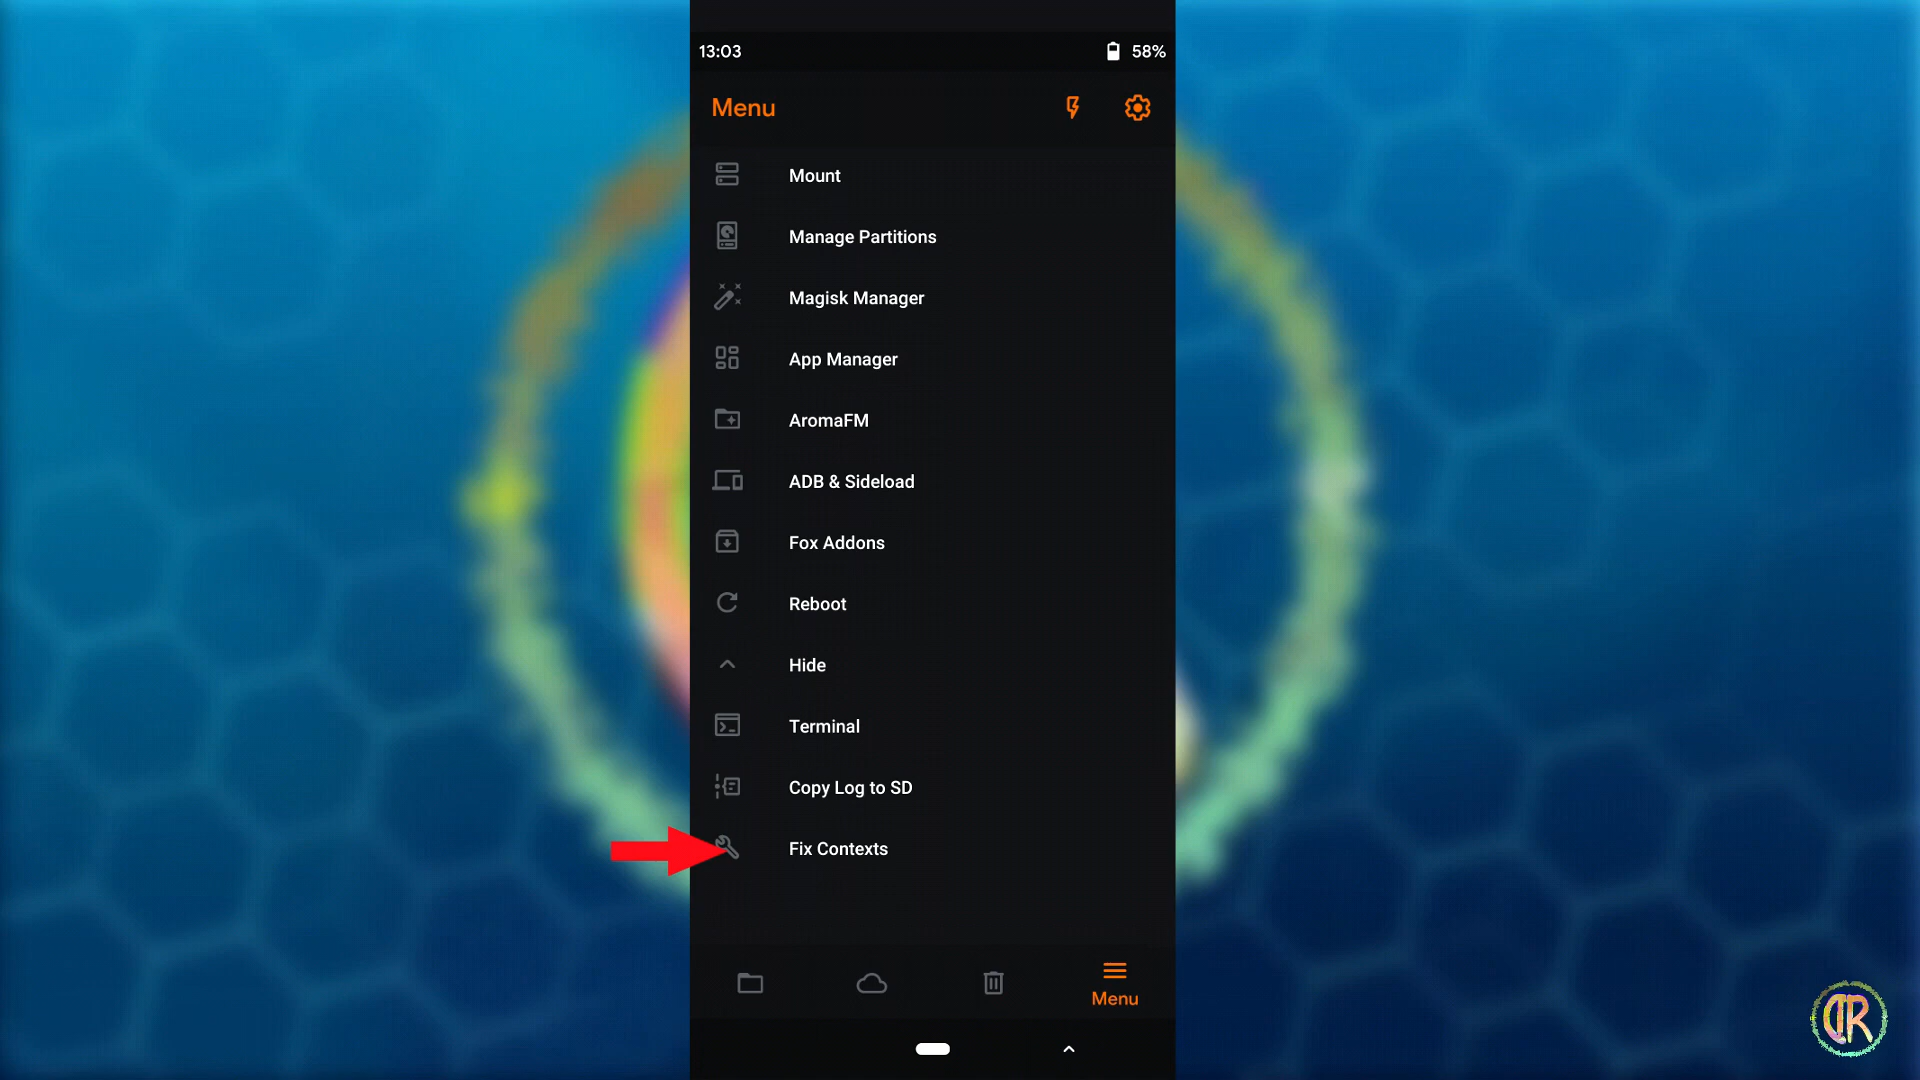 13:03
58%
Menu
Mount
Manage Partitions
Magisk Manager
App Manager
AromaFM
ADB & Sideload
Fox Addons
Reboot
Hide
Terminal
Copy Log to SD
Fix Contexts
Menu
DR